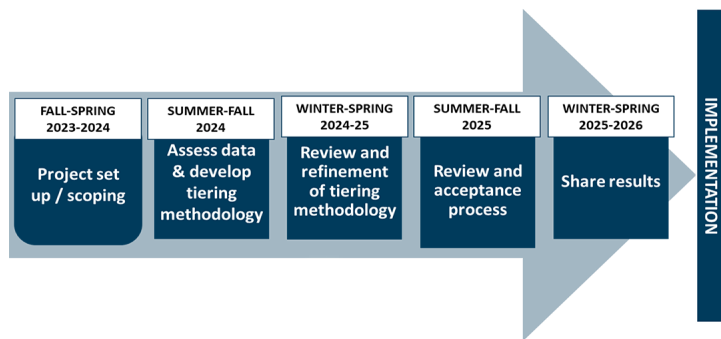 FALL-SPRING
2023-2024
Project set
up / scoping
SUMMER-FALL
2024
Assess data
& develop
tiering
methodology
WINTER-SPRING
2024-25
Review and
refinement
of tiering
methodology
SUMMER-FALL
2025
Review and
acceptance
process
WINTER-SPRING
2025-2026
Share results
IMPLEMENTATION